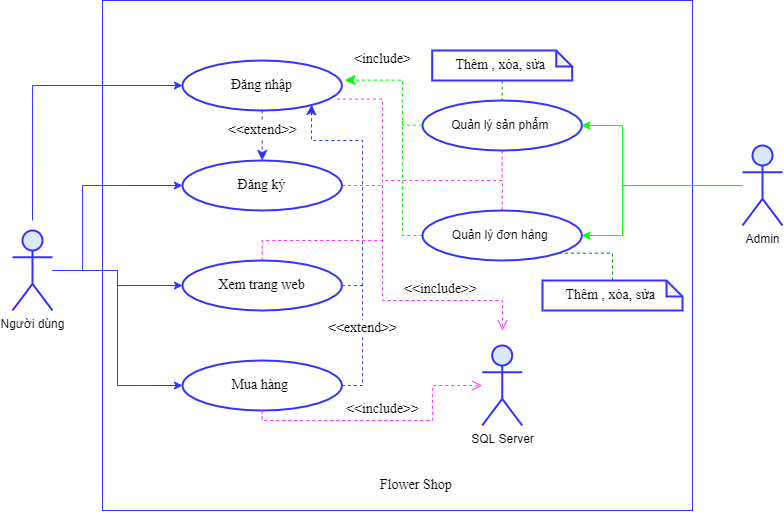 <include>
Thêm , xóa, sửa
Đăng nhập
Quản lý sản phẩm
<<extend>>
Đăng ký
Admin
Quản lý đơn hàng
Xem trang web
<<include>>
Thêm , xóa, sửa
Người dùng
<<extend>>
Mua hàng
<<include>>
SQL Server
Flower Shop